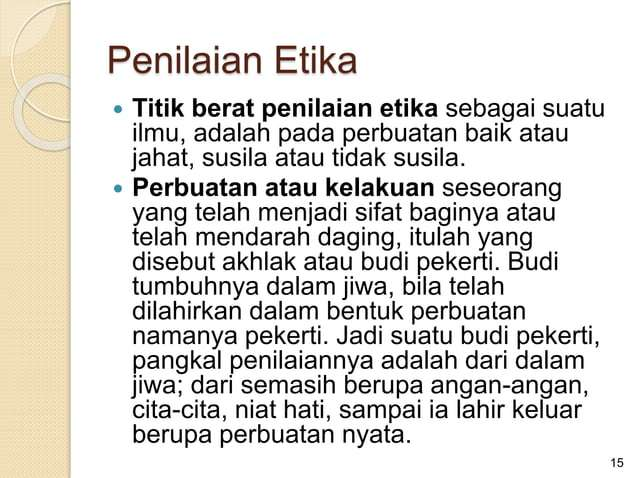 Penilaian Etika
• Titik berat penilaian etika sebagai suatu
ilmu, adalah pada perbuatan baik atau
jahat, susila atau tidak susila.
• Perbuatan atau kelakuan seseorang
yang telah menjadi sifat baginya atau
telah mendarah daging, itulah yang
disebut akhlak atau budi pekerti. Budi
tumbuhnya dalam jiwa, bila telah
dilahirkan dalam bentuk perbuatan
namanya pekerti. Jadi suatu budi pekerti,
pangkal penilaiannya adalah dari dalam
jiwa; dari semasih berupa angan-angan,
cita-cita, niat hati, sampai ia lahir keluar
berupa perbuatan nyata.
15